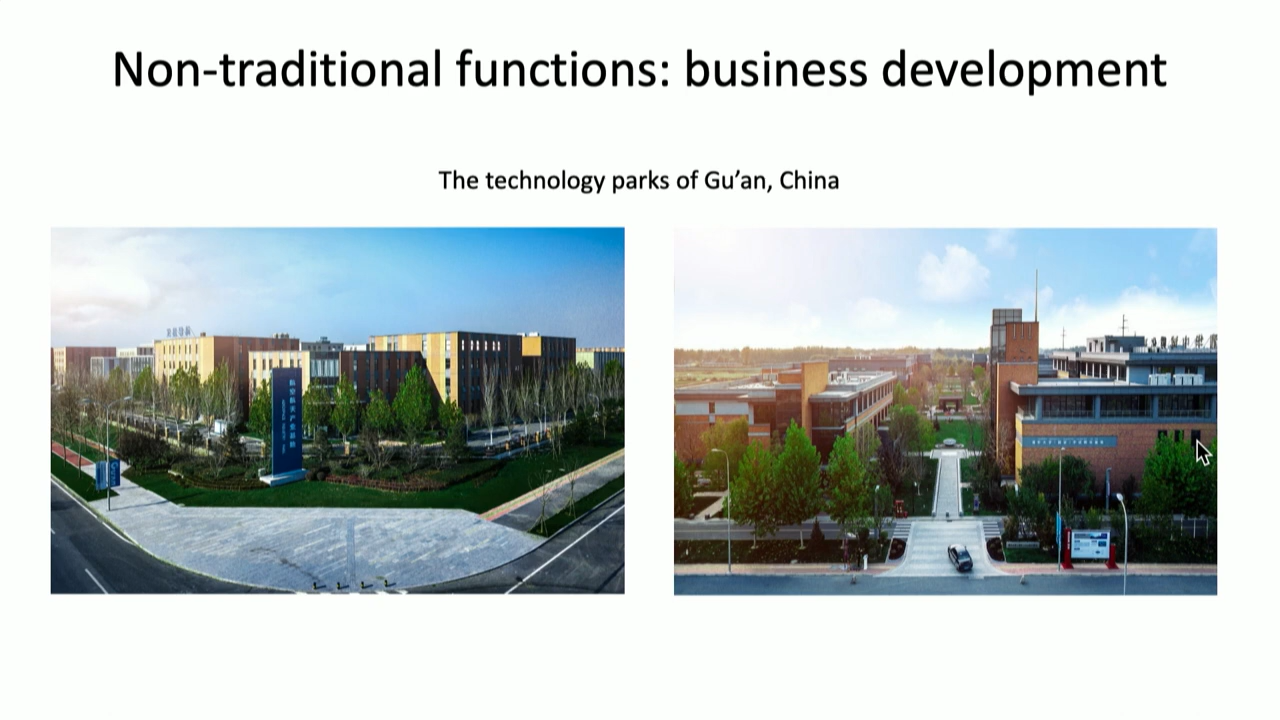 Non-traditional functions: business development
The technology parks of Gu’an, China